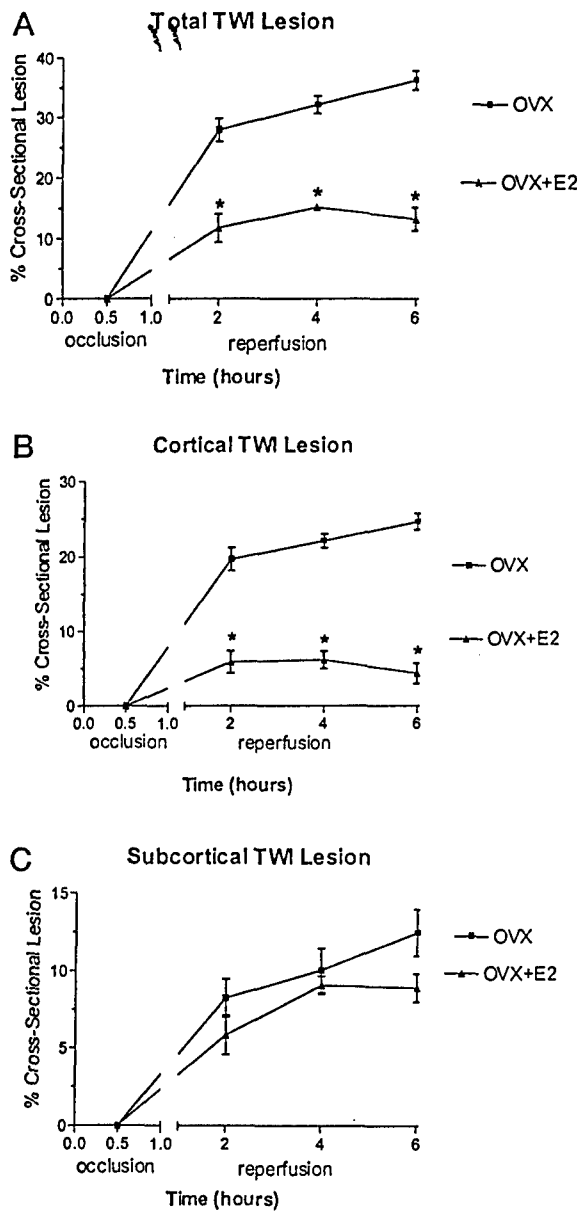 A
Total TWI Lesion
% Cross-Sectional Lesion
40
30
20
10
0
0.0 0.5 1.0 2 4 6
occlusion reperfusion
Time (hours)
OVX
OVX+E2
* * *
B
Cortical TWI Lesion
% Cross-Sectional Lesion
30
20
10
0
0.0 0.5 1.0 2 4 6
occlusion reperfusion
Time (hours)
OVX
OVX+E2
* * *
C
Subcortical TWI Lesion
% Cross-Sectional Lesion
15
10
5
0
0.0 0.5 1.0 2 4 6
occlusion reperfusion
Time (hours)
OVX
OVX+E2